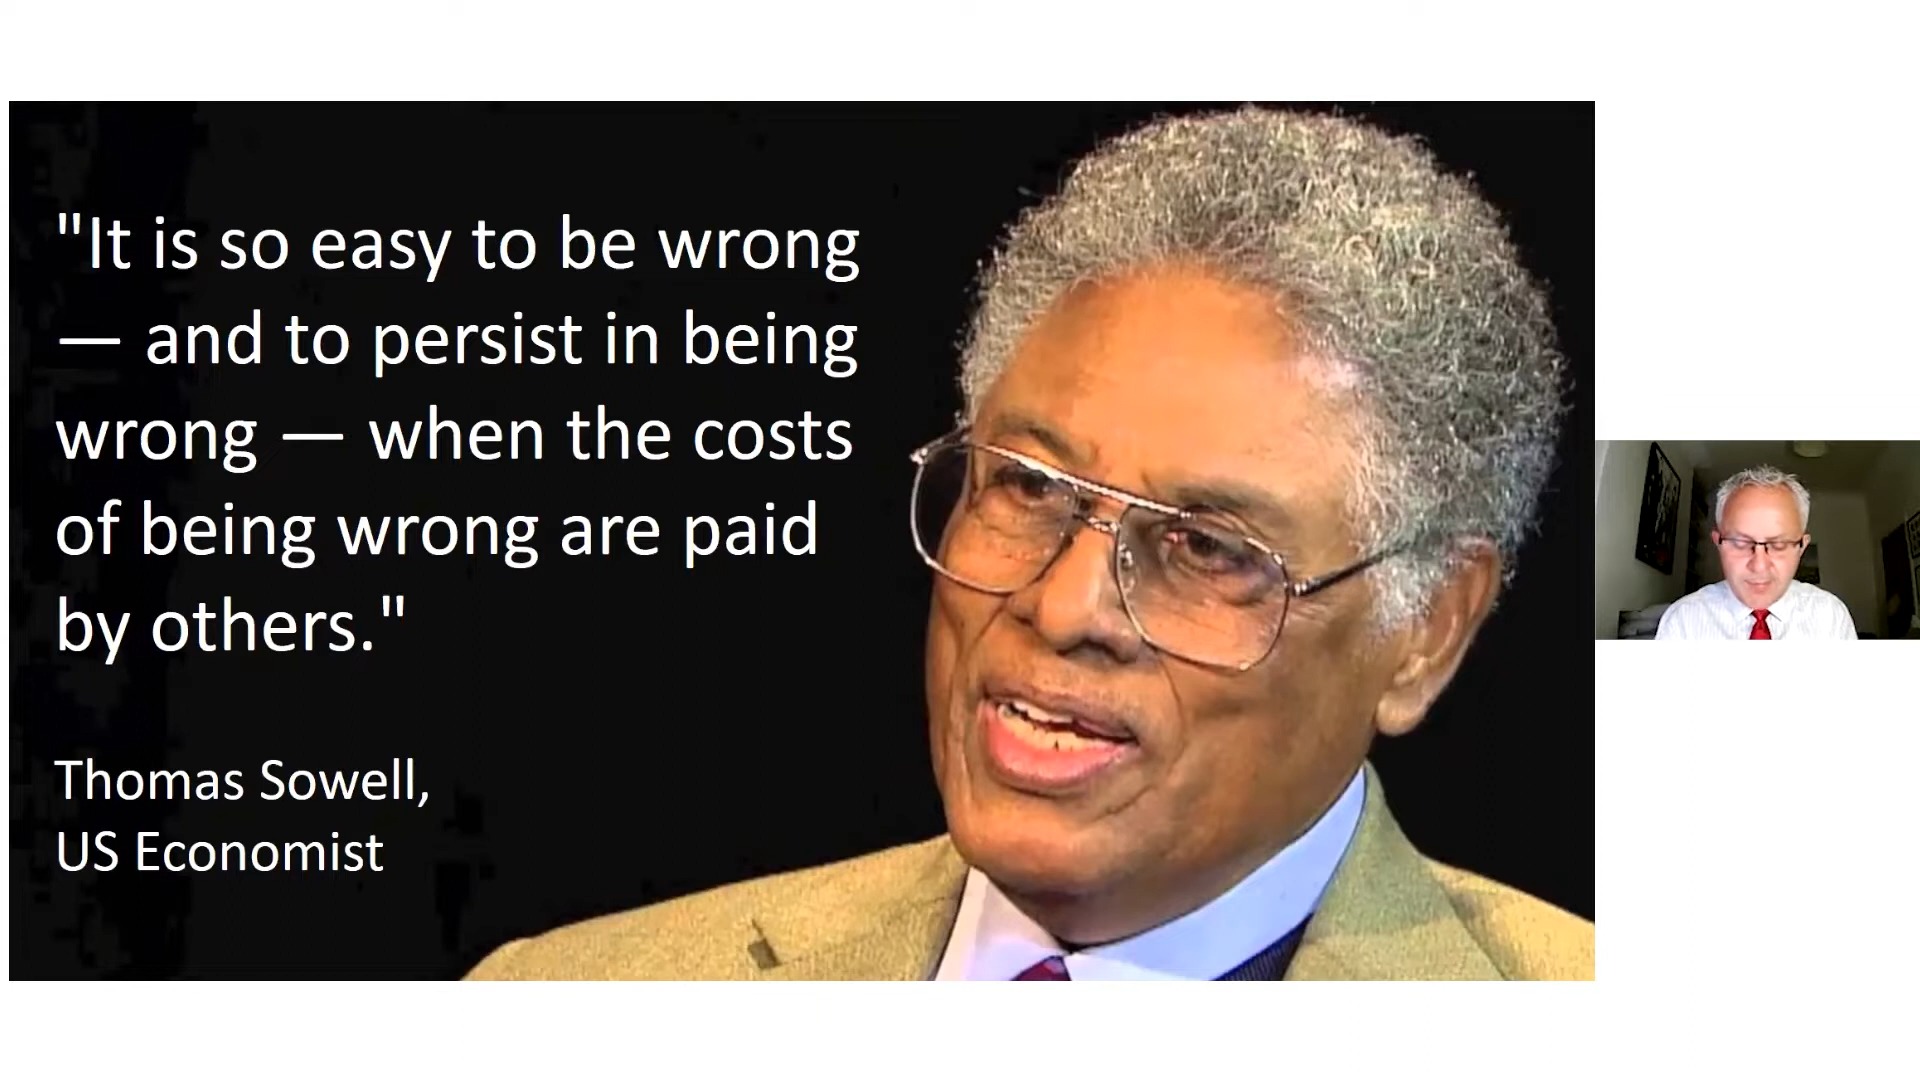 "It is so easy to be wrong
— and to persist in being
wrong — when the costs
of being wrong are paid
by others."
Thomas Sowell,
US Economist